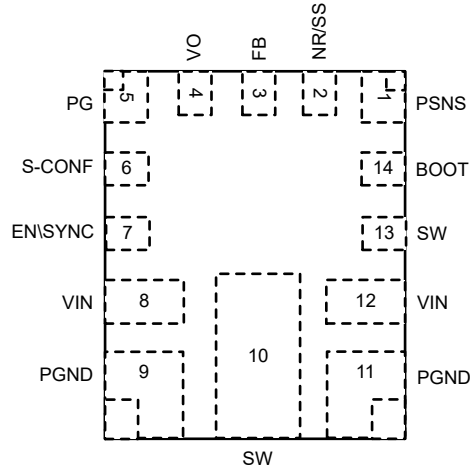 VO
FB
NR/SS
PG
5
4
3
2
1
PSNS
S-CONF
6
14
BOOT
EN\SYNC
7
13
SW
VIN
8
12
VIN
10
PGND
9
11
PGND
SW